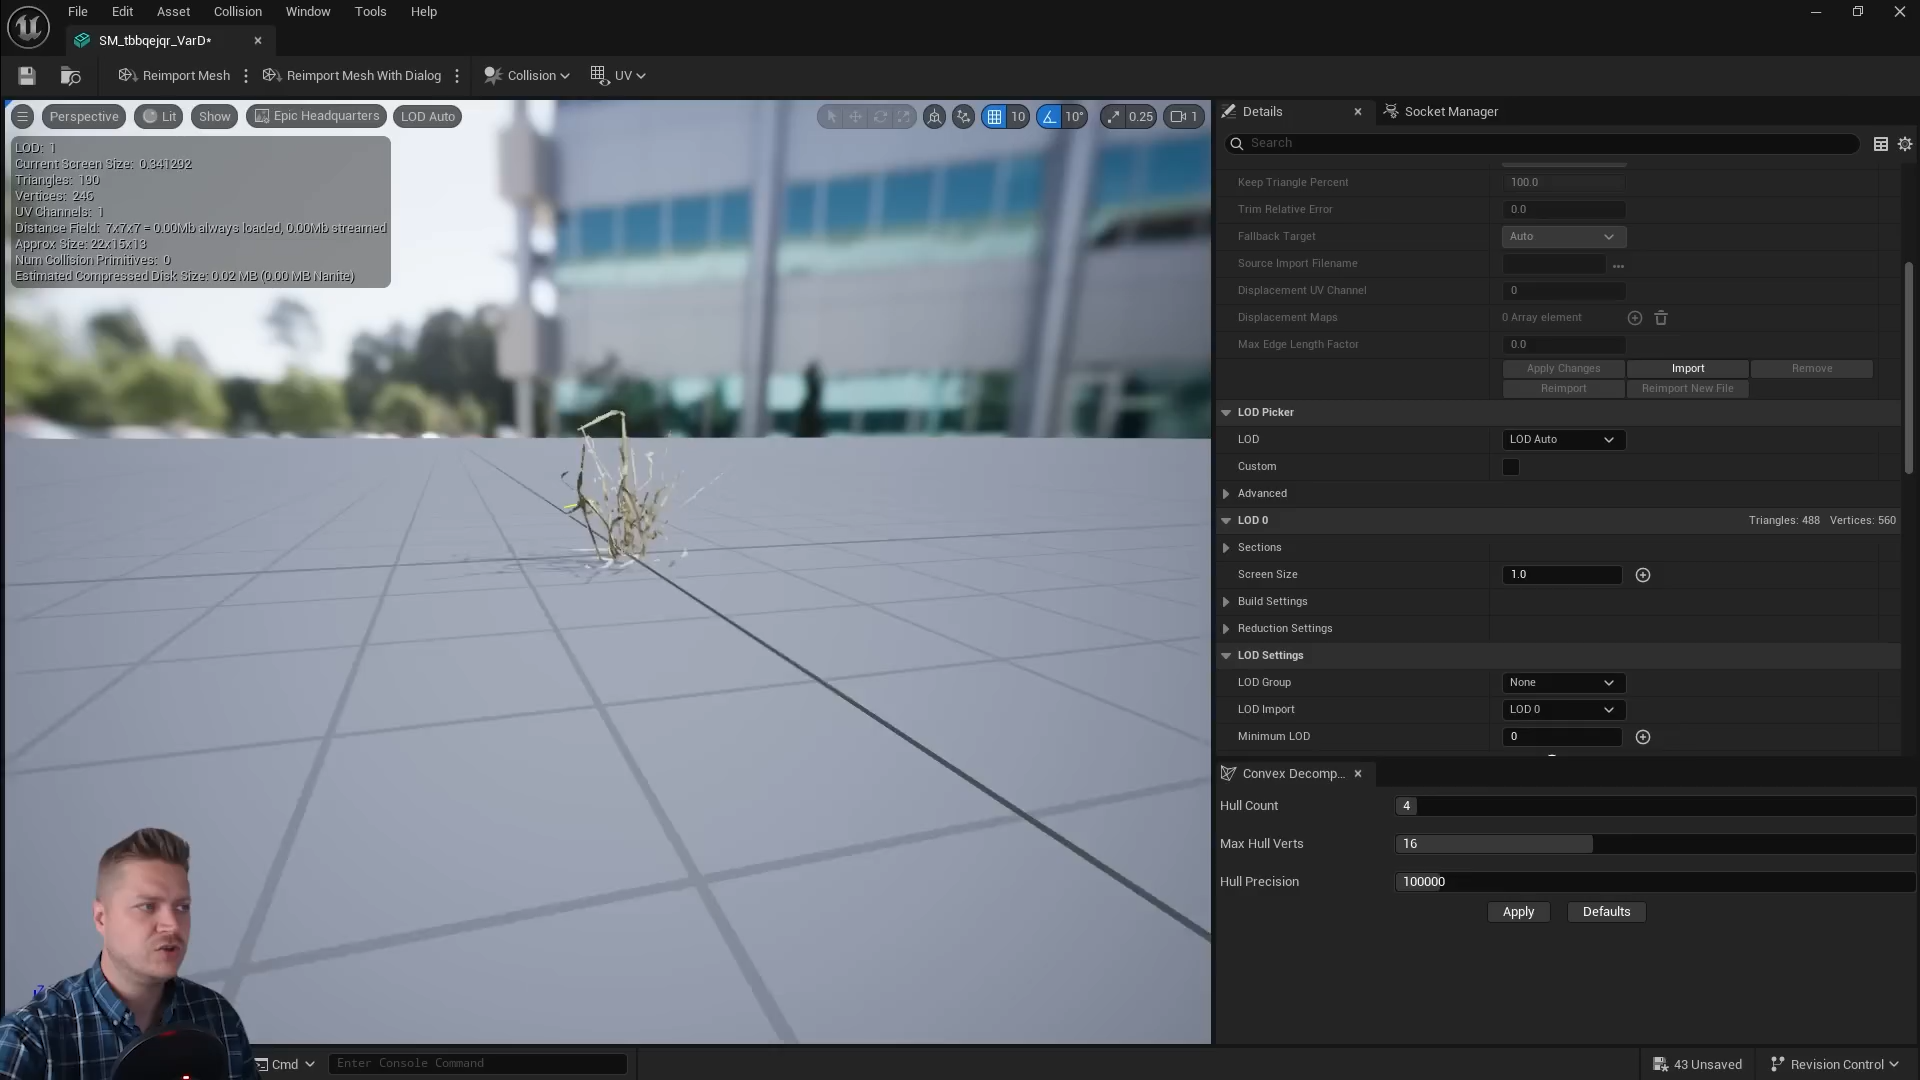 File Edit Asset Collision Window Tools Help
SM_tbbqejqr_VarD*
Reimport Mesh Reimport Mesh With Dialog Collision UV
Perspective Lit Show Epic Headquarters LOD Auto 10 10° 0.25 1
LOD: 1
Current Screen Size: 0.341292
Triangles: 190
Vertices: 246
UV Channels: 1
Distance Field: 7x7x7 = 0.00Mb always loaded, 0.00Mb streamed
Approx Size: 22x15x13
Num Collision Primitives: 0
Estimated Compressed Disk Size: 0.02 MB (0.00 MB Nanite)
Details Socket Manager
Search
Keep Triangle Percent 100.0
Trim Relative Error 0.0
Fallback Target Auto
Source Import Filename
Displacement UV Channel 0
Displacement Maps 0 Array element
Max Edge Length Factor 0.0
Apply Changes Import Remove
Reimport Reimport New File
LOD Picker
LOD LOD Auto
Custom
Advanced
LOD 0 Triangles: 488 Vertices: 560
Sections
Screen Size 1.0
Build Settings
Reduction Settings
LOD Settings
LOD Group None
LOD Import LOD 0
Minimum LOD 0
Convex Decomp...
Hull Count 4
Max Hull Verts 16
Hull Precision 100000
Apply Defaults
Z
Cmd Enter Console Command 43 Unsaved Revision Control